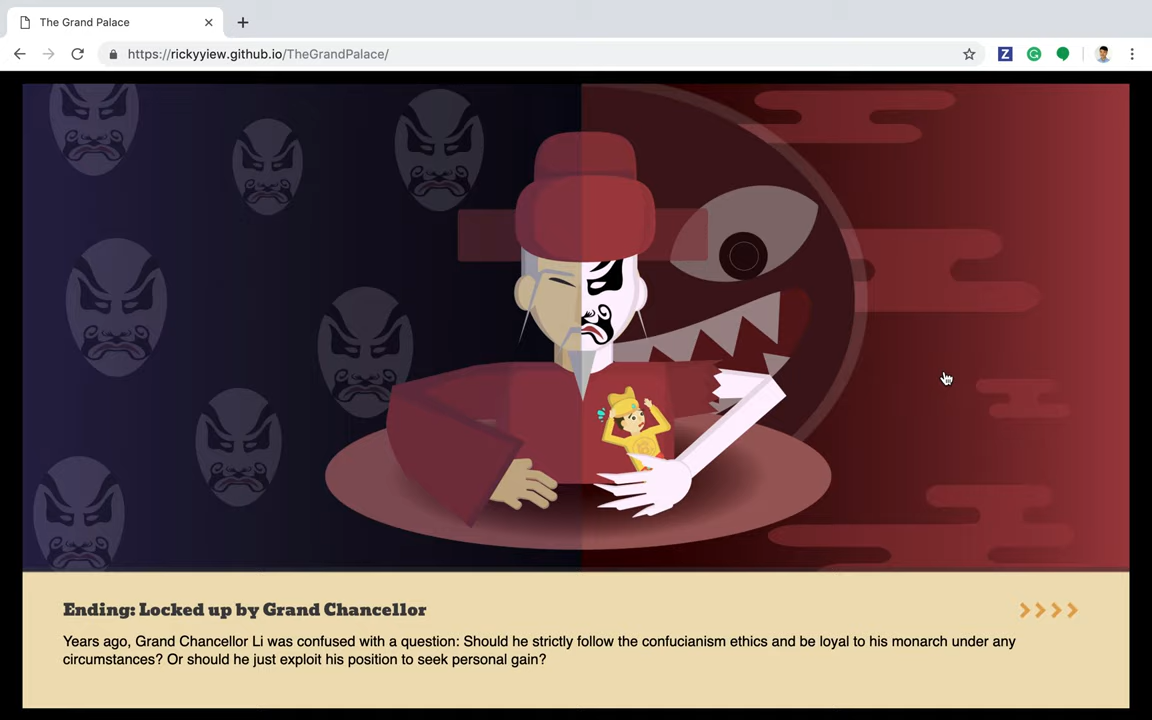 The Grand Palace
https://rickyyiew.github.io/TheGrandPalace/
Ending: Locked up by Grand Chancellor
Years ago, Grand Chancellor Li was confused with a question: Should he strictly follow the confucianism ethics and be loyal to his monarch under any
circumstances? Or should he just exploit his position to seek personal gain?